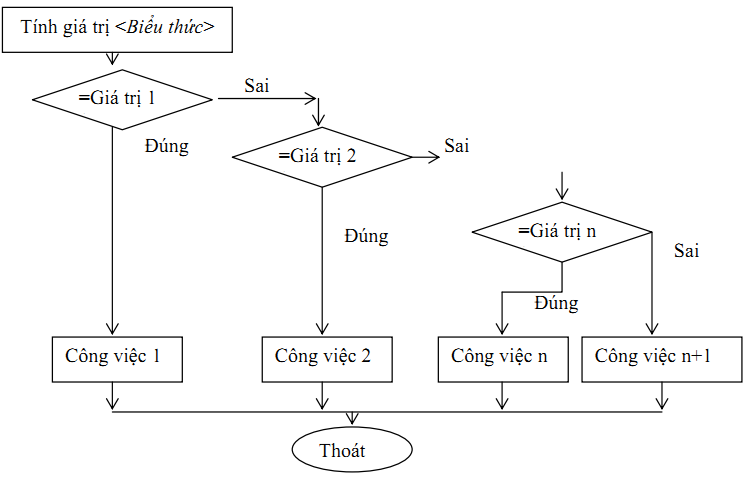 Tính giá trị <Biểu thức>
=Giá trị 1
Sai
Đúng
=Giá trị 2
Sai
Đúng
=Giá trị n
Sai
Đúng
Công việc 1
Công việc 2
Công việc n
Công việc n+1
Thoát